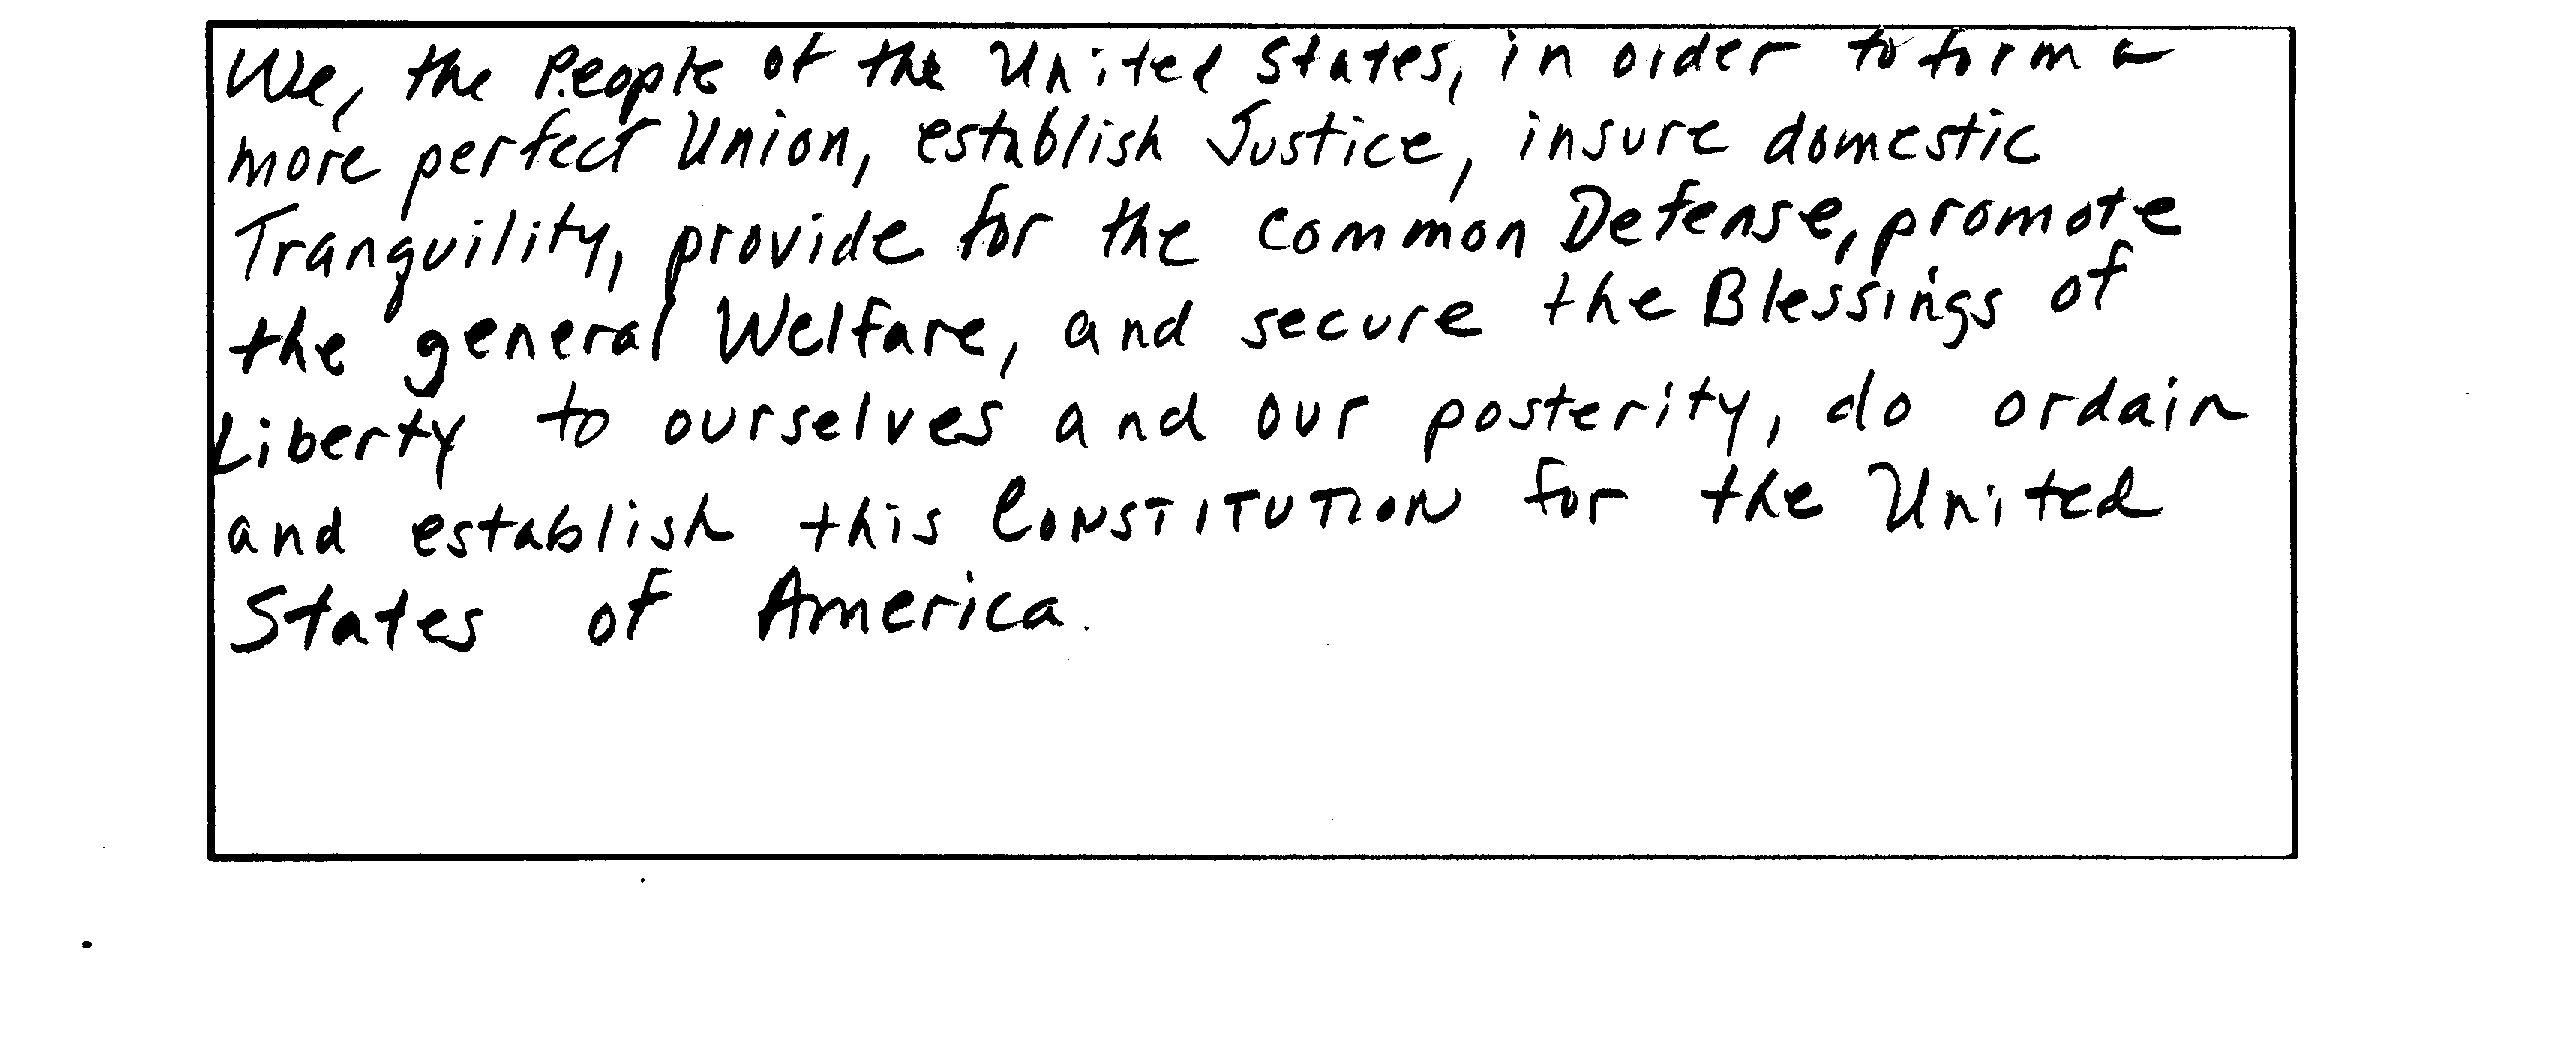 We, the People of the United States, in order to form a
more perfect Union, establish Justice, insure domestic
Tranquility, provide for the common Defense, promote
the general Welfare, and secure the Blessings of
Liberty to ourselves and our posterity, do ordain
and establish this CONSTITUTION for the United
States of America.